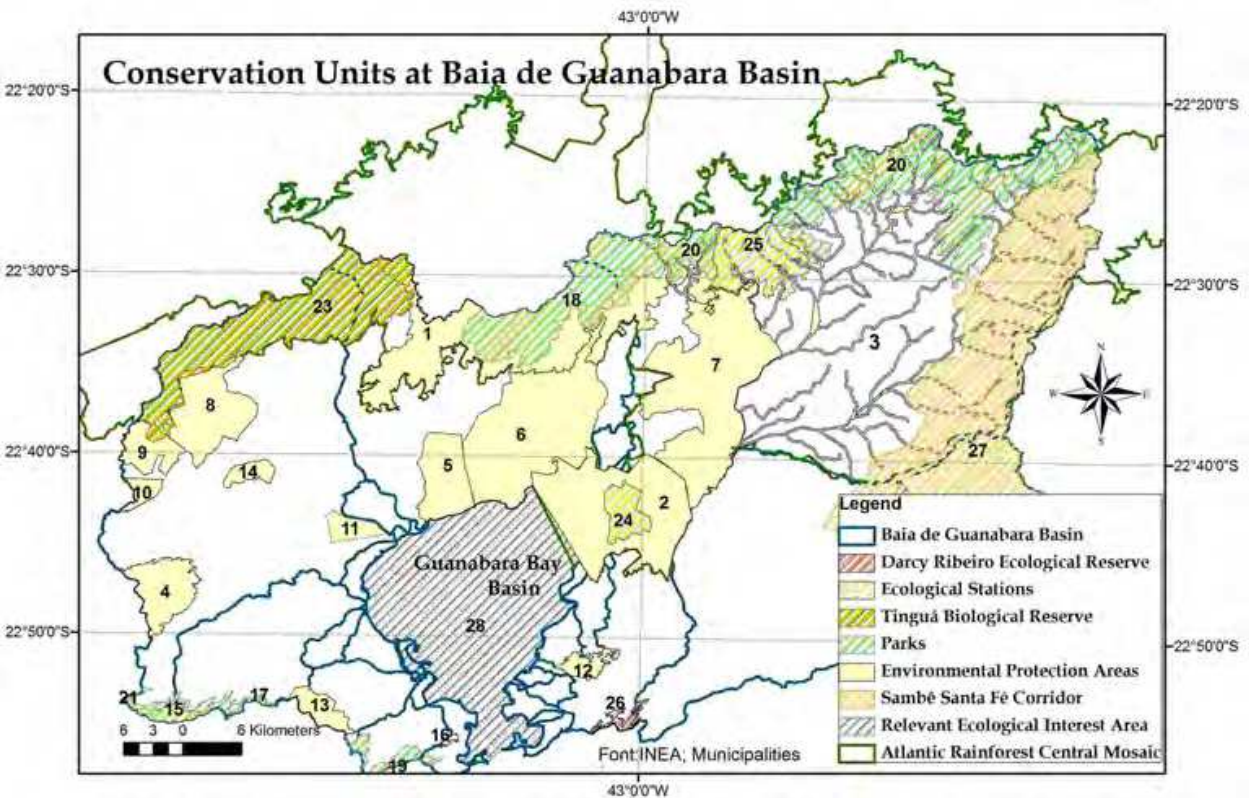 43°0'0"W
Conservation Units at Baia de Guanabara Basin
22°20'0"S
22°20'0"S
20
20
25
22°30'0"S
22°30'0"S
23
18
1
3
7
8
N
W
E
S
6
9
5
14
27
22°40'0"S
22°40'0"S
10
2
24
11
Guanabara Bay
Basin
4
28
22°50'0"S
22°50'0"S
12
21
15
17
13
26
16
19
6 3 0 6 Kilometers
Font:INEA; Municipalities
Legend
Baia de Guanabara Basin
Darcy Ribeiro Ecological Reserve
Ecological Stations
Tinguá Biological Reserve
Parks
Environmental Protection Areas
Sambê Santa Fé Corridor
Relevant Ecological Interest Area
Atlantic Rainforest Central Mosaic
43°0'0"W